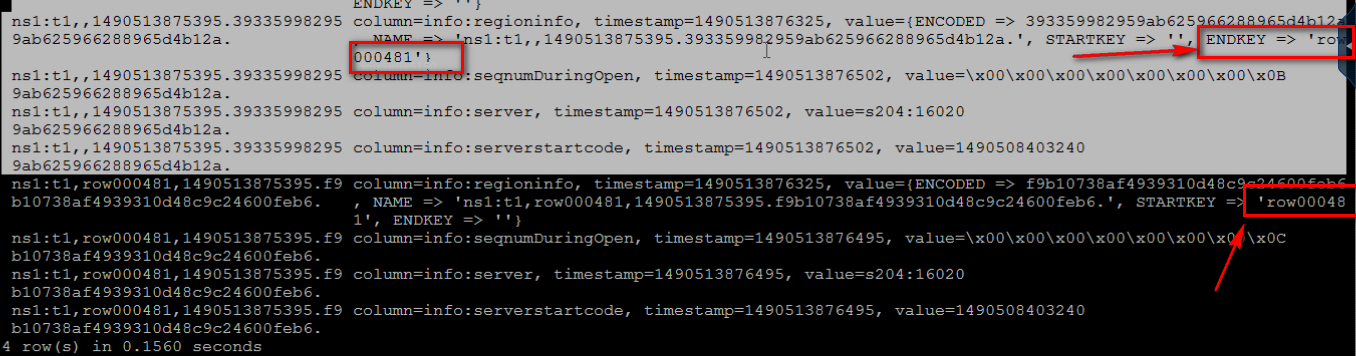 ENDKEY => ''}
ns1:t1,,1490513875395.39335998295 column=info:regioninfo, timestamp=1490513876325, value={ENCODED => 393359982959ab625966288965d4b12a
9ab625966288965d4b12a. , NAME => 'ns1:t1,,1490513875395.393359982959ab625966288965d4b12a.', STARTKEY => '', ENDKEY => 'row
000481'}
ns1:t1,,1490513875395.39335998295 column=info:seqnumDuringOpen, timestamp=1490513876502, value=\x00\x00\x00\x00\x00\x00\x00\x0B
9ab625966288965d4b12a.
ns1:t1,,1490513875395.39335998295 column=info:server, timestamp=1490513876502, value=s204:16020
9ab625966288965d4b12a.
ns1:t1,,1490513875395.39335998295 column=info:serverstartcode, timestamp=1490513876502, value=1490508403240
9ab625966288965d4b12a.
ns1:t1,row000481,1490513875395.f9 column=info:regioninfo, timestamp=1490513876325, value={ENCODED => f9b10738af4939310d48c9c24600feb6
b10738af4939310d48c9c24600feb6. , NAME => 'ns1:t1,row000481,1490513875395.f9b10738af4939310d48c9c24600feb6.', STARTKEY => 'row00048
1', ENDKEY => ''}
ns1:t1,row000481,1490513875395.f9 column=info:seqnumDuringOpen, timestamp=1490513876495, value=\x00\x00\x00\x00\x00\x00\x00\x0C
b10738af4939310d48c9c24600feb6.
ns1:t1,row000481,1490513875395.f9 column=info:server, timestamp=1490513876495, value=s204:16020
b10738af4939310d48c9c24600feb6.
ns1:t1,row000481,1490513875395.f9 column=info:serverstartcode, timestamp=1490513876495, value=1490508403240
b10738af4939310d48c9c24600feb6.
4 row(s) in 0.1560 seconds